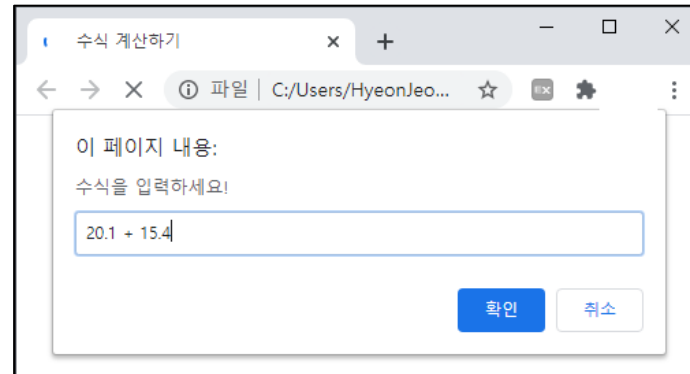 수식 계산하기
파일 | C:/Users/HyeonJeo...
EX
이 페이지 내용:
수식을 입력하세요!
20.1 + 15.4
확인 취소